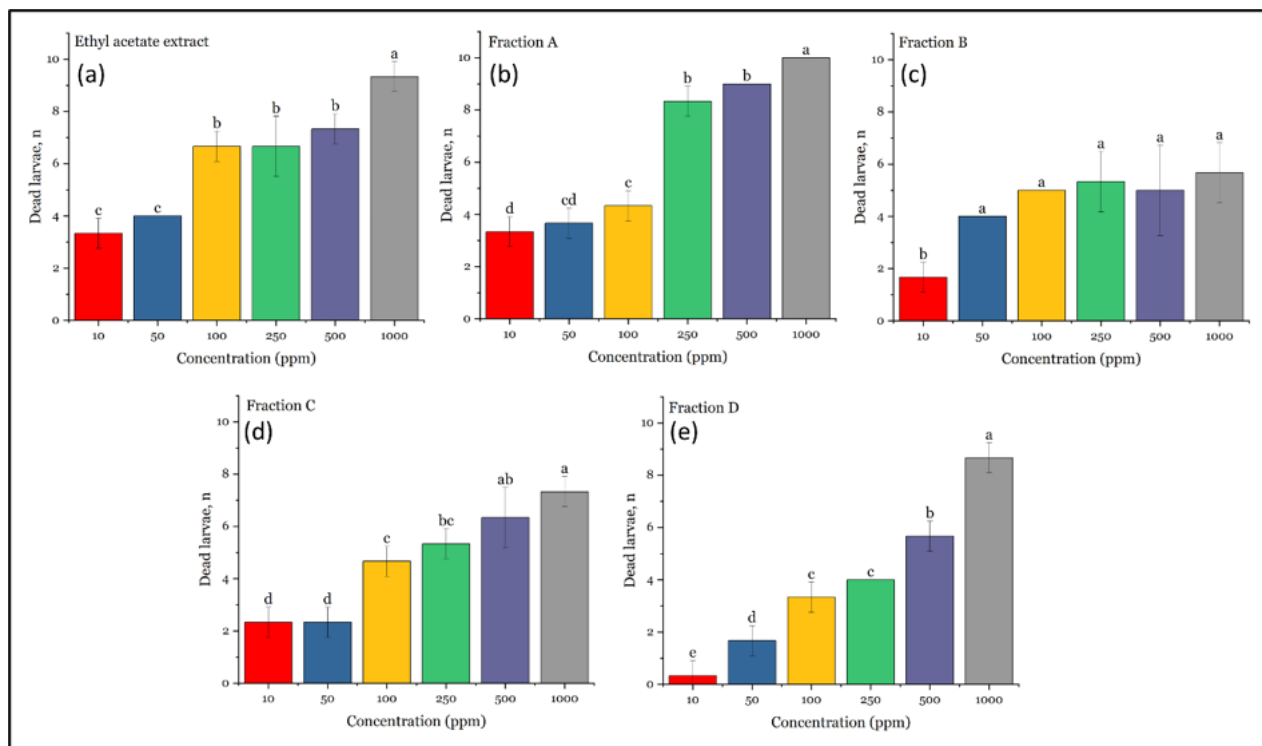 Ethyl acetate extract
(a)
Dead larvae, n
10
8
6
4
2
0
c
c
b
b
b
a
10 50 100 250 500 1000
Concentration (ppm)
Fraction A
(b)
Dead larvae, n
10
8
6
4
2
0
d
cd
c
b
b
a
10 50 100 250 500 1000
Concentration (ppm)
Fraction B
(c)
Dead larvae, n
10
8
6
4
2
0
b
a
a
a
a
a
10 50 100 250 500 1000
Concentration (ppm)
Fraction C
(d)
Dead larvae, n
10
8
6
4
2
0
d
d
c
bc
ab
a
10 50 100 250 500 1000
Concentration (ppm)
Fraction D
(e)
Dead larvae, n
10
8
6
4
2
0
e
d
c
c
b
a
10 50 100 250 500 1000
Concentration (ppm)